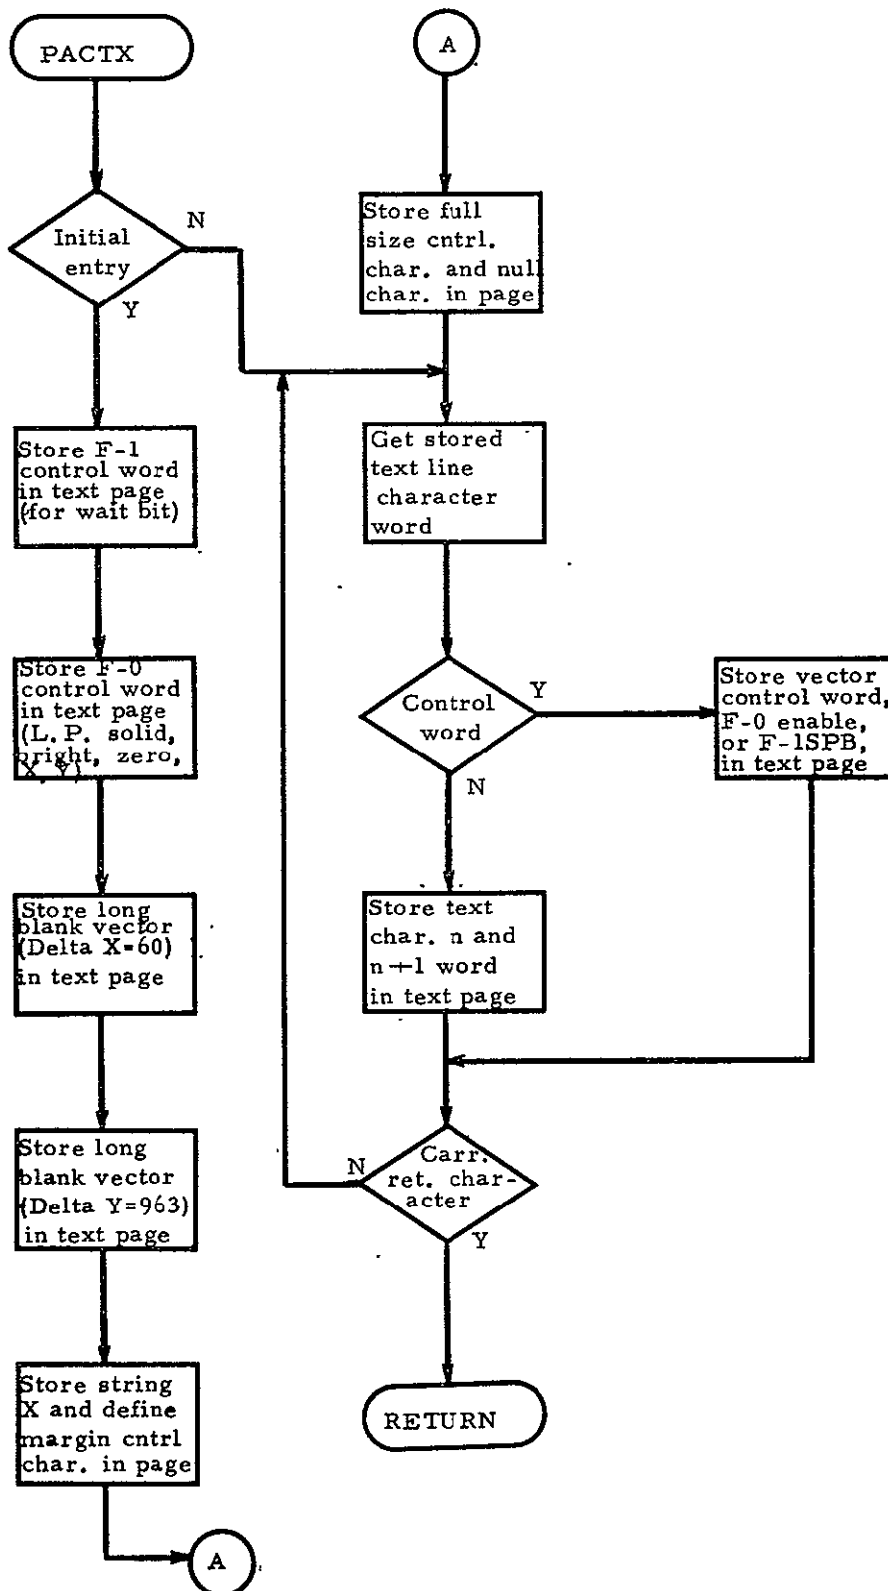 PACTX
Initial
entry
N
Y
Store F-1
control word
in text page
(for wait bit)
Store F-0
control word
in text page
(L.P. solid,
bright, zero,
X, Y)
Store long
blank vector
(Delta X=60)
in text page
Store long
blank vector
(Delta Y=963)
in text page
Store string
X and define
margin cntrl
char. in page
A
A
Store full
size cntrl.
char. and null
char. in page
Get stored
text line
character
word
Control
word
Y
N
Store vector
control word,
F-0 enable,
or F-1SPB,
in text page
Store text
char. n and
n+1 word
in text page
Carr.
ret. char-
acter
N
Y
RETURN